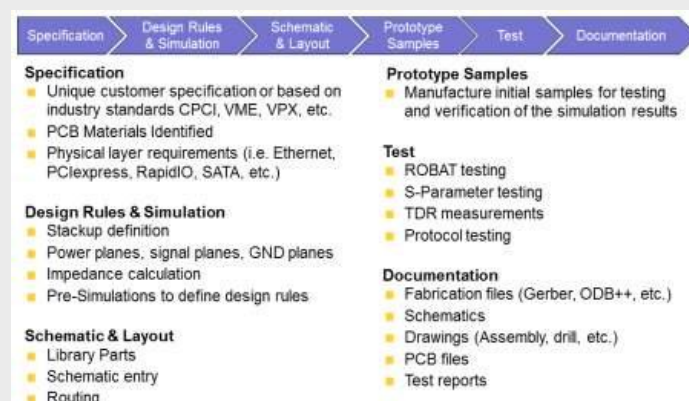 Specification
Design Rules
& Simulation
Schematic
& Layout
Prototype
Samples
Test
Documentation
Specification
Unique customer specification or based on
industry standards CPCI, VME, VPX, etc.
PCB Materials Identified
Physical layer requirements (i.e. Ethernet,
PCIexpress, RapidIO, SATA, etc.)
Design Rules & Simulation
Stackup definition
Power planes, signal planes, GND planes
Impedance calculation
Pre-Simulations to define design rules
Schematic & Layout
Library Parts
Schematic entry
Routing
Prototype Samples
Manufacture initial samples for testing
and verification of the simulation results
Test
ROBAT testing
S-Parameter testing
TDR measurements
Protocol testing
Documentation
Fabrication files (Gerber, ODB++, etc.)
Schematics
Drawings (Assembly, drill, etc.)
PCB files
Test reports